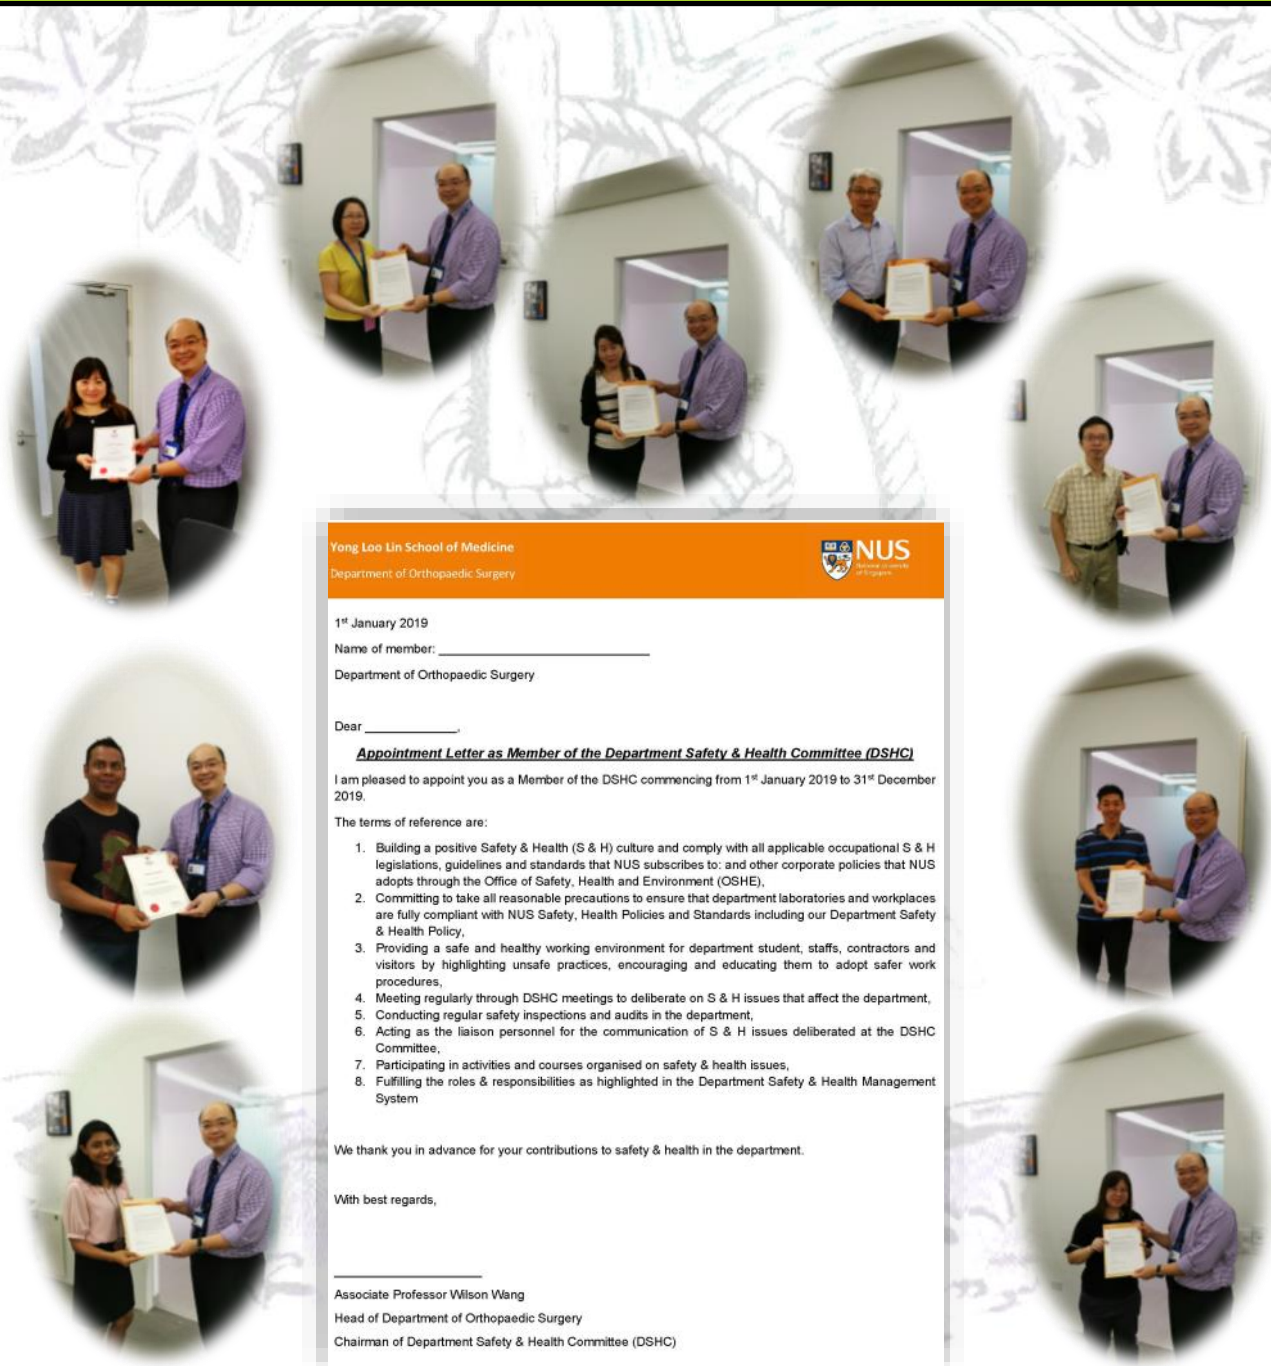 Yong Loo Lin School of Medicine
Department of Orthopaedic Surgery
NUS
National University
of Singapore
1st January 2019
Name of member: ______________________________
Department of Orthopaedic Surgery
Dear _____________,
Appointment Letter as Member of the Department Safety & Health Committee (DSHC)
I am pleased to appoint you as a Member of the DSHC commencing from 1st January 2019 to 31st December
2019.
The terms of reference are:
1. Building a positive Safety & Health (S & H) culture and comply with all applicable occupational S & H
legislations, guidelines and standards that NUS subscribes to: and other corporate policies that NUS
adopts through the Office of Safety, Health and Environment (OSHE),
2. Committing to take all reasonable precautions to ensure that department laboratories and workplaces
are fully compliant with NUS Safety, Health Policies and Standards including our Department Safety
& Health Policy,
3. Providing a safe and healthy working environment for department student, staffs, contractors and
visitors by highlighting unsafe practices, encouraging and educating them to adopt safer work
procedures,
4. Meeting regularly through DSHC meetings to deliberate on S & H issues that affect the department,
5. Conducting regular safety inspections and audits in the department,
6. Acting as the liaison personnel for the communication of S & H issues deliberated at the DSHC
Committee,
7. Participating in activities and courses organised on safety & health issues,
8. Fulfilling the roles & responsibilities as highlighted in the Department Safety & Health Management
System
We thank you in advance for your contributions to safety & health in the department.
With best regards,
Associate Professor Wilson Wang
Head of Department of Orthopaedic Surgery
Chairman of Department Safety & Health Committee (DSHC)